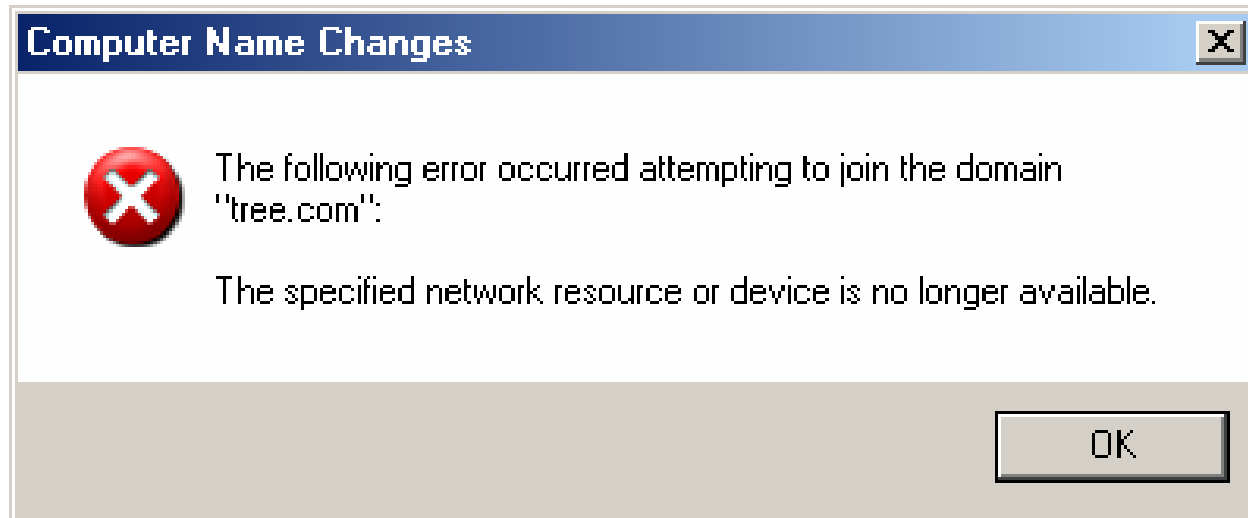 Computer Name Changes
The following error occurred attempting to join the domain
"tree.com":
The specified network resource or device is no longer available.
OK